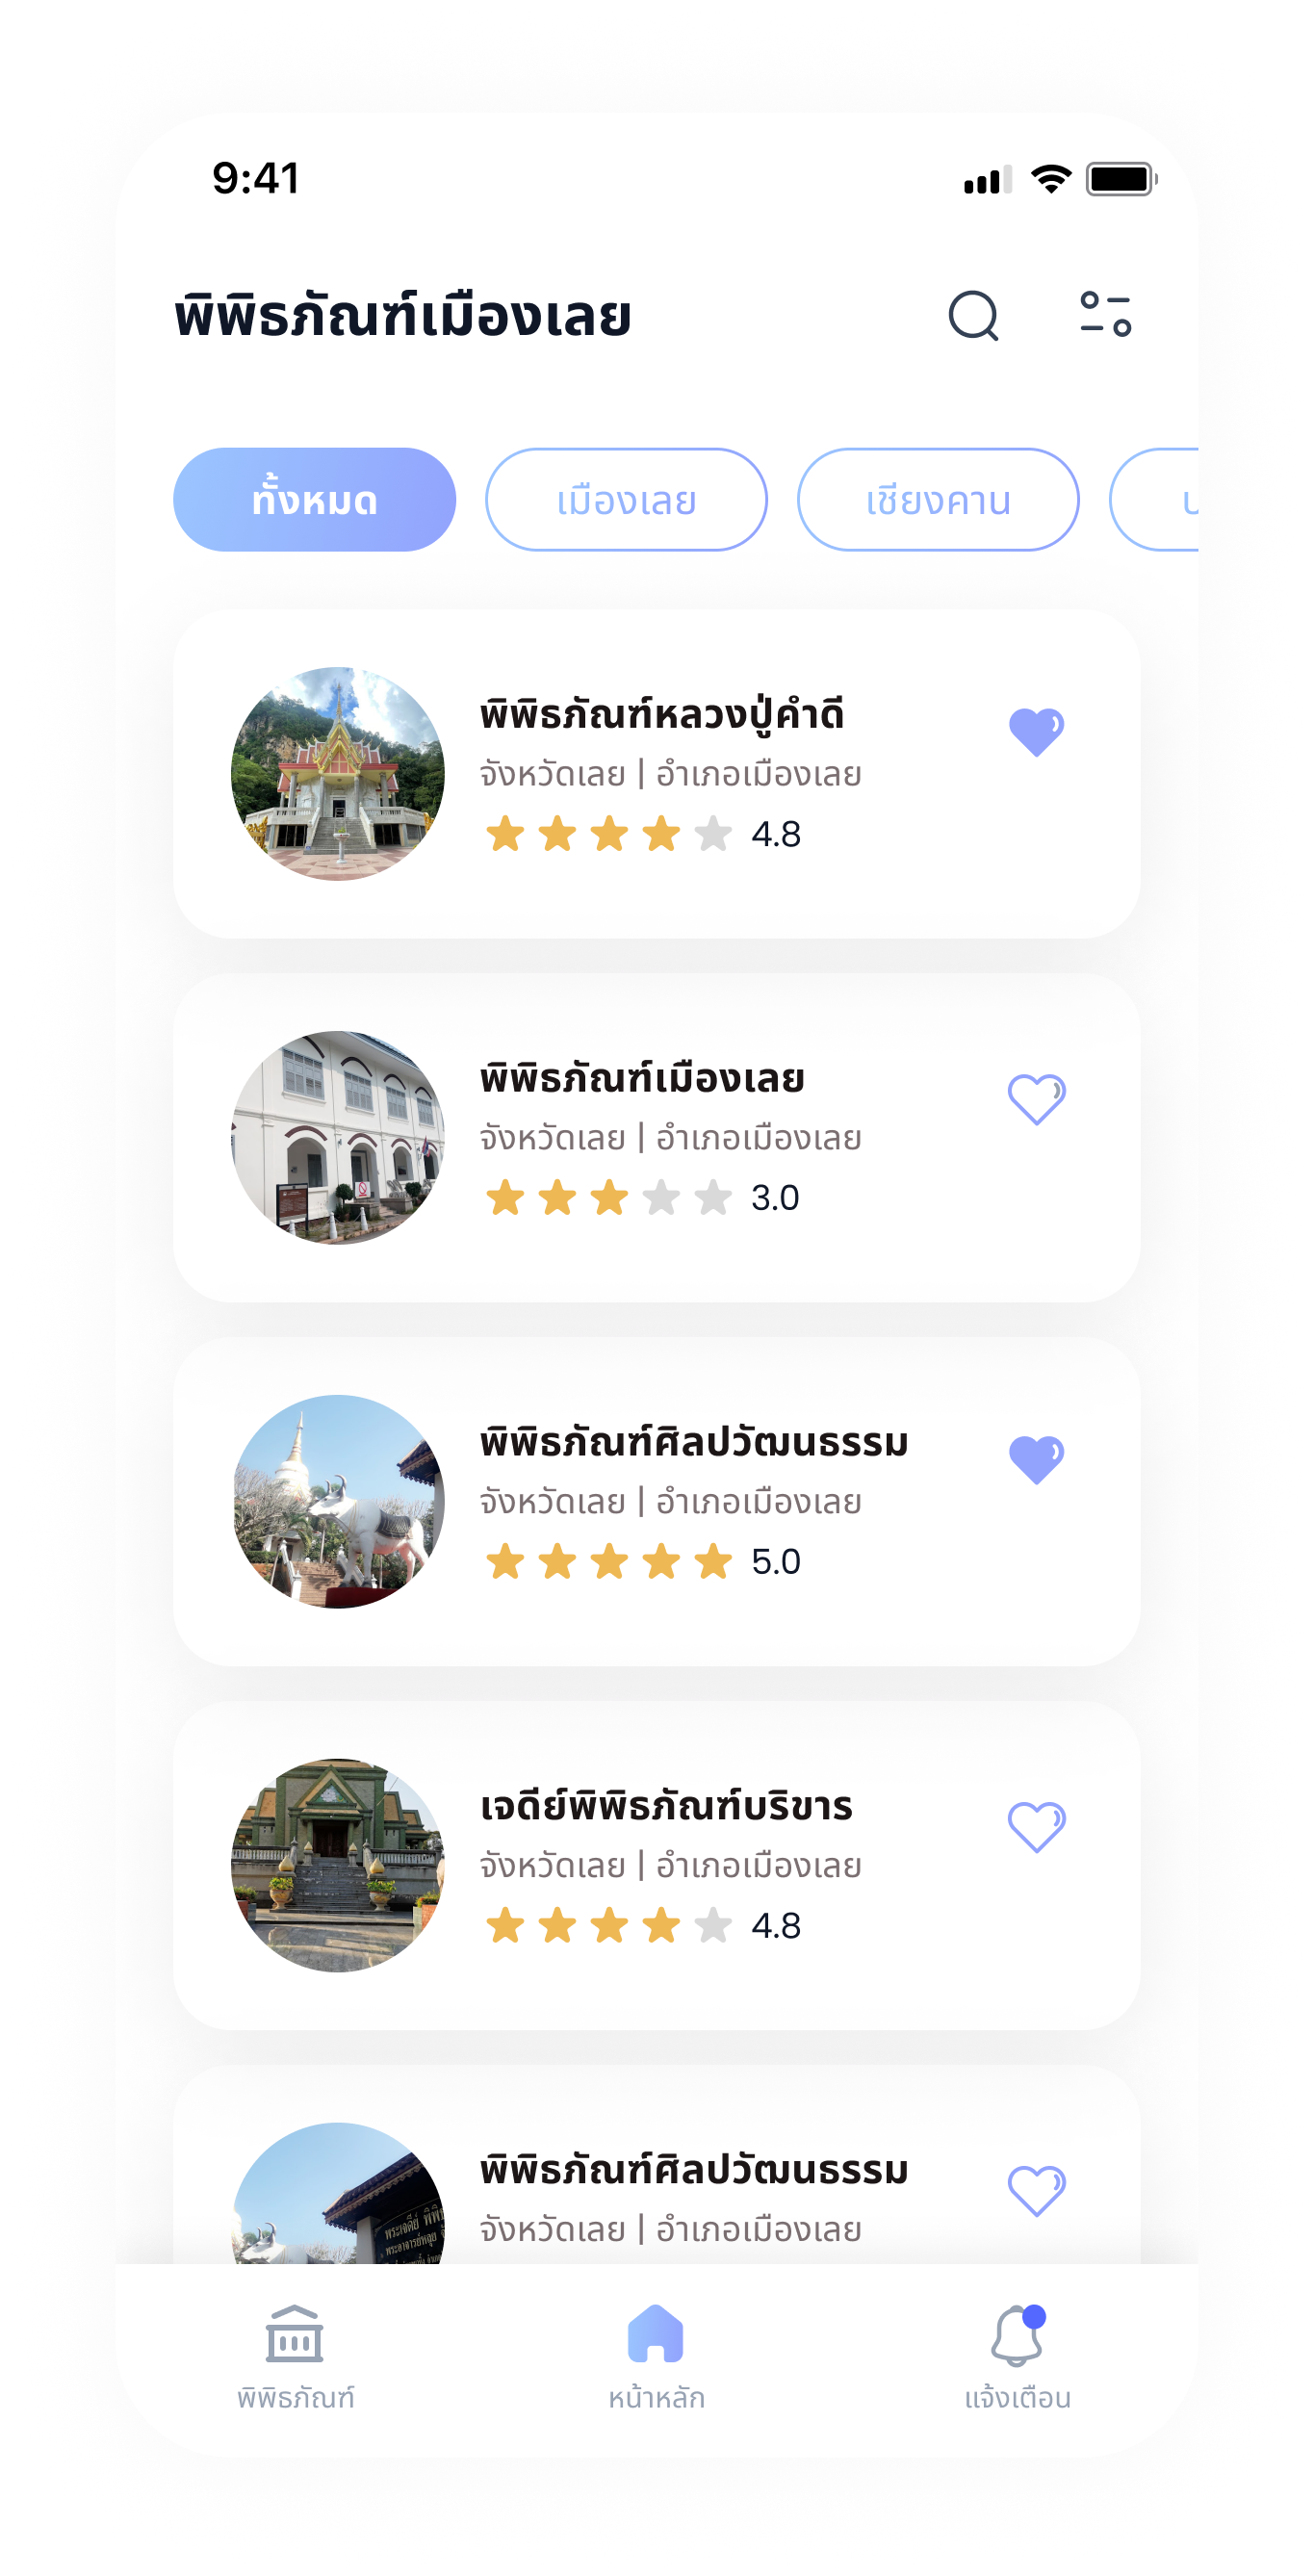 9:41
พิพิธภัณฑ์เมืองเลย
ทั้งหมด
เมืองเลย
เชียงคาน
พิพิธภัณฑ์หลวงปู่คำดี
จังหวัดเลย | อำเภอเมืองเลย
4.8
พิพิธภัณฑ์เมืองเลย
จังหวัดเลย | อำเภอเมืองเลย
3.0
พิพิธภัณฑ์ศิลปวัฒนธรรม
จังหวัดเลย | อำเภอเมืองเลย
5.0
เจดีย์พิพิธภัณฑ์บริขาร
จังหวัดเลย | อำเภอเมืองเลย
4.8
พิพิธภัณฑ์ศิลปวัฒนธรรม
จังหวัดเลย | อำเภอเมืองเลย
พระเจดีย์
พิพิธภัณฑ์
หน้าหลัก
แจ้งเตือน